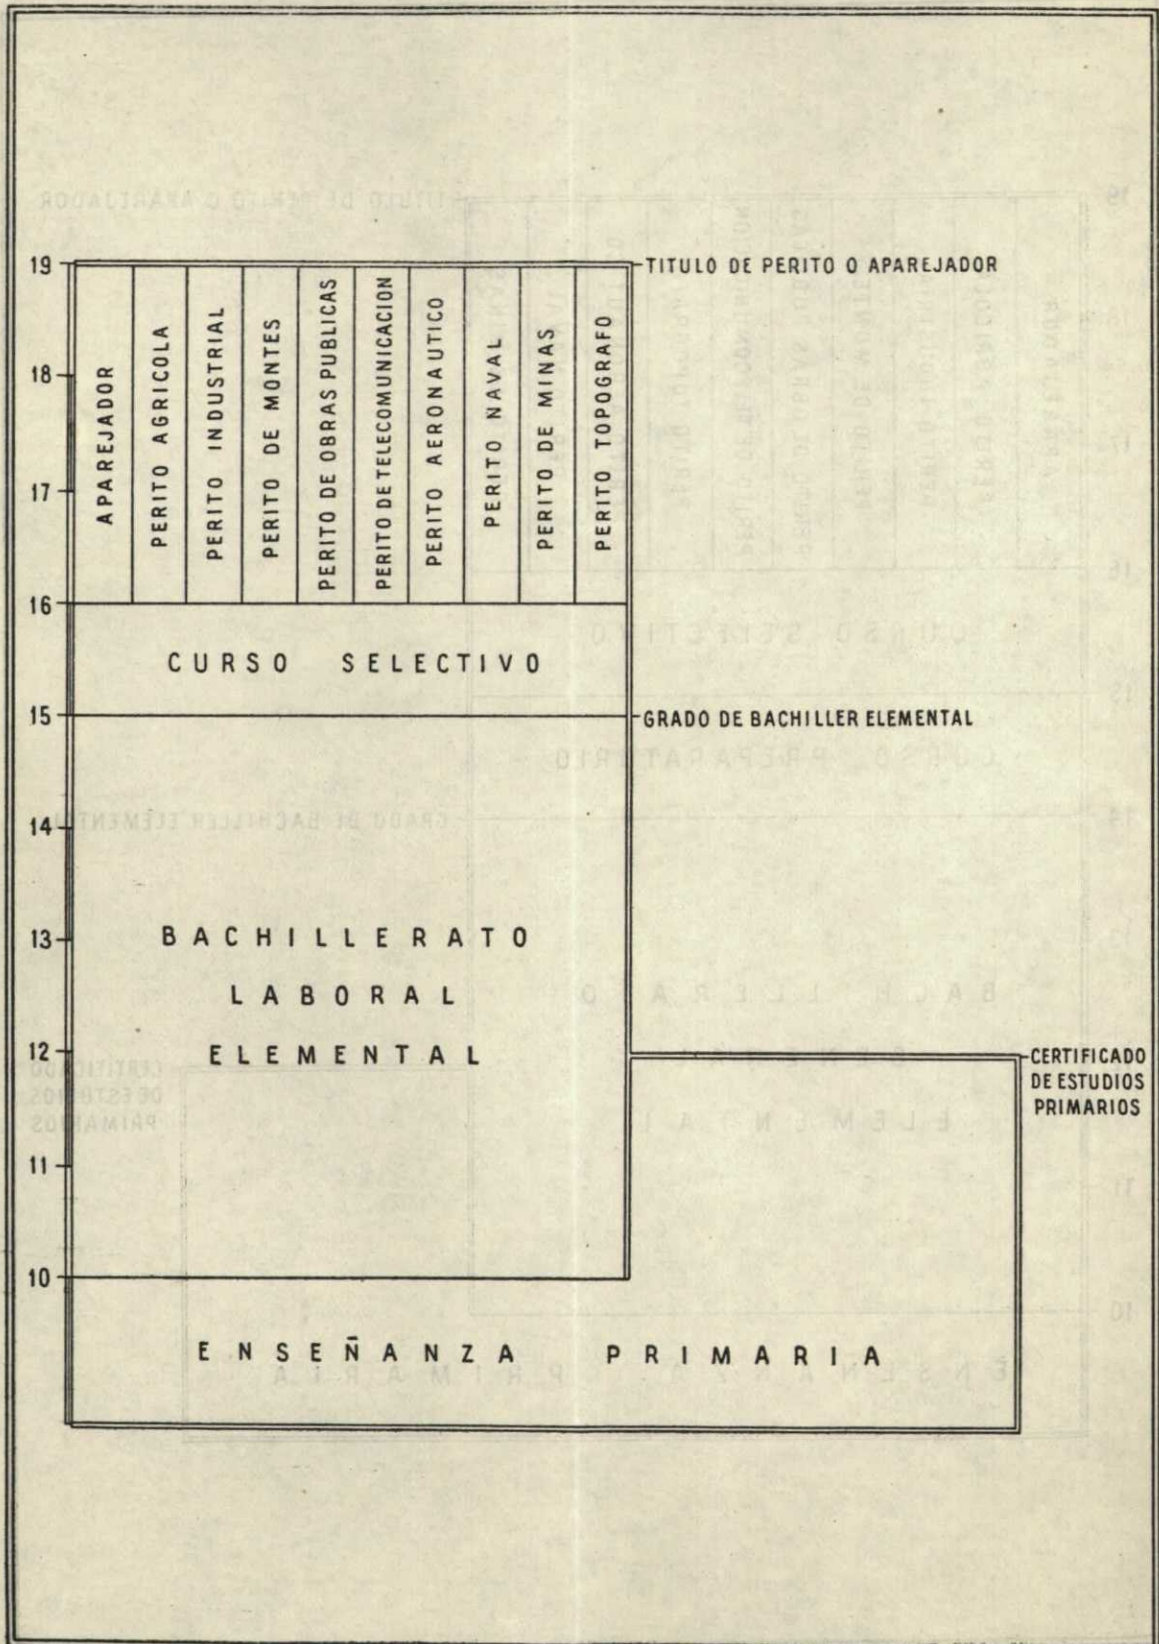 19
TITULO DE PERITO O APAREJADOR
18
17
16
APAREJADOR
PERITO AGRICOLA
PERITO INDUSTRIAL
PERITO DE MONTES
PERITO DE OBRAS PUBLICAS
PERITO DE TELECOMUNICACION
PERITO AERONAUTICO
PERITO NAVAL
PERITO DE MINAS
PERITO TOPOGRAFO
CURSO SELECTIVO
15
GRADO DE BACHILLER ELEMENTAL
14
13
BACHILLERATO
LABORAL
12
ELEMENTAL
CERTIFICADO
DE ESTUDIOS
PRIMARIOS
11
10
ENSEÑANZA PRIMARIA